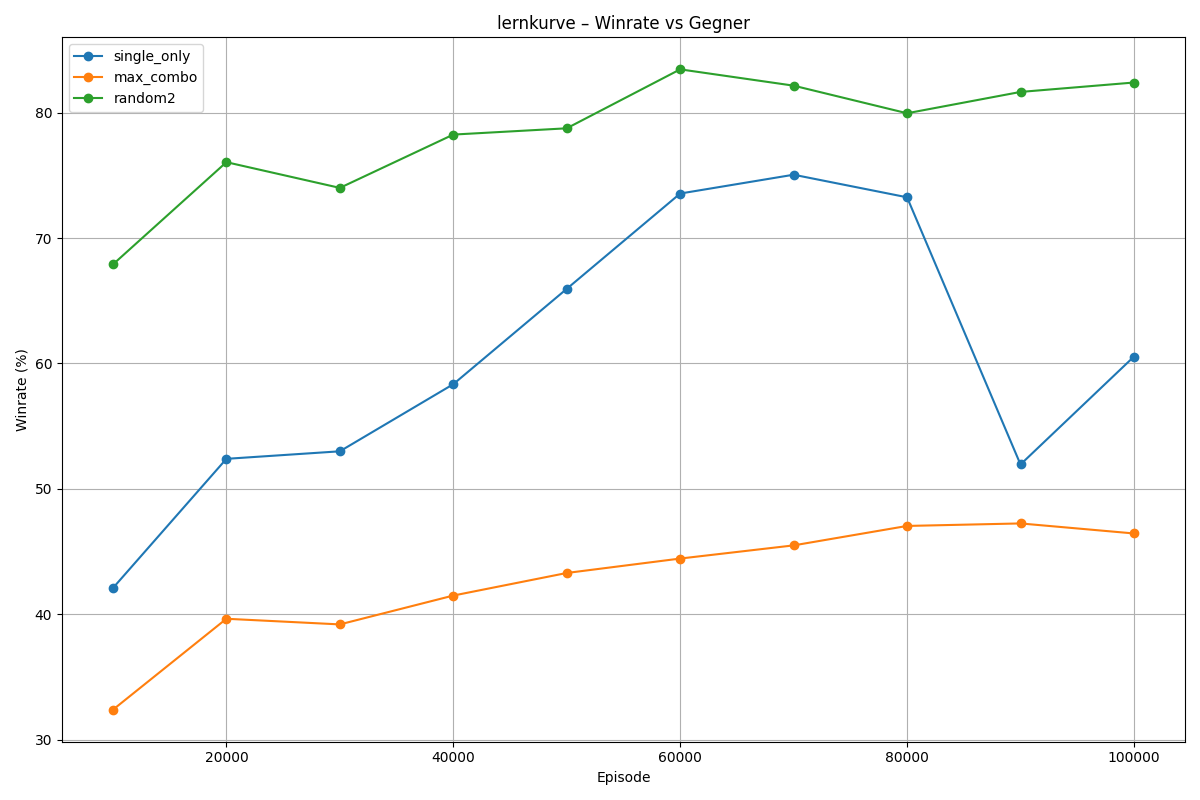 lernkurve – Winrate vs Gegner
single_only
max_combo
random2
Winrate (%)
80
70
60
50
40
30
20000 40000 60000 80000 100000
Episode